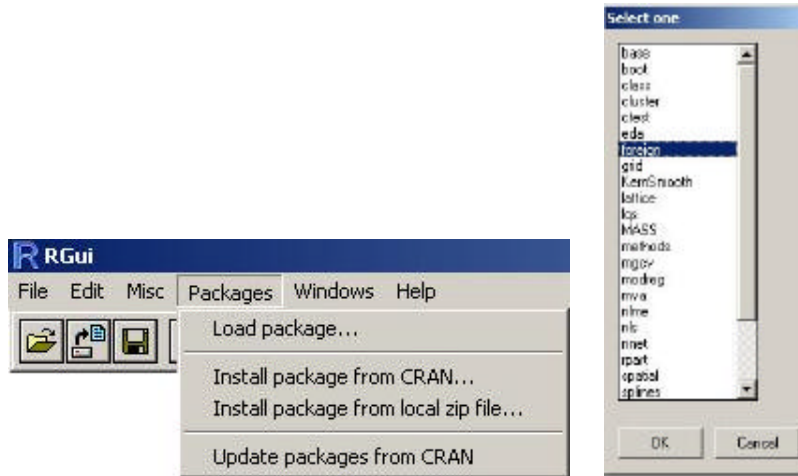 RGui
File Edit Misc Packages Windows Help
Load package...
Install package from CRAN...
Install package from local zip file...
Update packages from CRAN
Select one
base
boot
class
cluster
ctest
eda
foreign
grid
KernSmooth
lattice
lqs
MASS
methods
mgcv
modreg
mva
nlme
nls
nnet
rpart
spatial
splines
OK Cancel